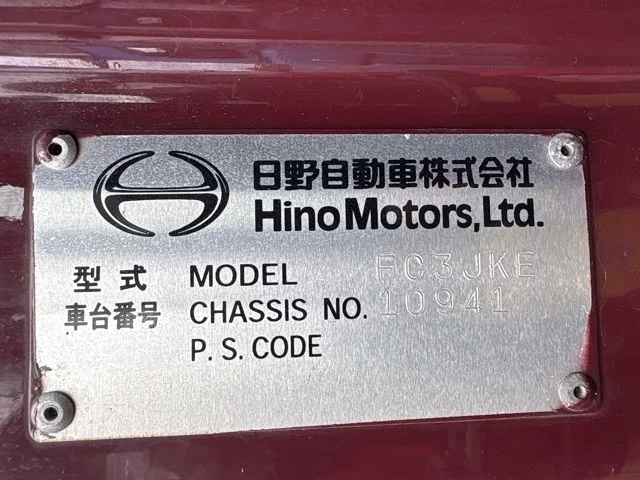 日野自動車株式会社
Hino Motors, Ltd.
型式 MODEL FC3JKE
車台番号 CHASSIS NO. 10941
P.S. CODE